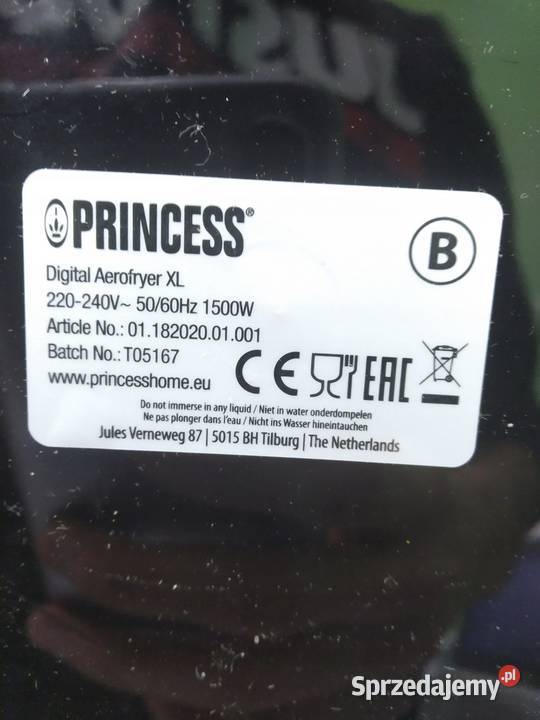 PRINCESS®
B
Digital Aerofryer XL
220-240V~ 50/60Hz 1500W
Article No.: 01.182020.01.001
Batch No.: T05167
www.princesshome.eu
CE EAC
Do not immerse in any liquid / Niet in water onderdompelen
Ne pas plonger dans l'eau / Nicht ins Wasser hineintauchen
Jules Verneweg 87 | 5015 BH Tilburg | The Netherlands
Sprzedajemy.pl